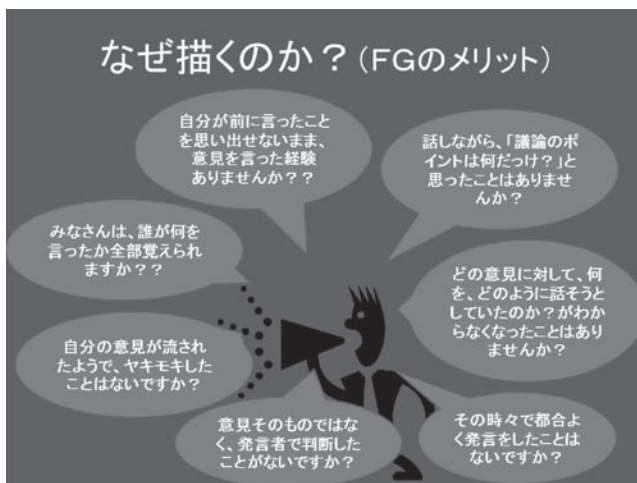 なぜ描くのか？(ＦＧのメリット)
自分が前に言ったこと
を思い出せないまま、
意見を言った経験
ありませんか？？
話しながら、「議論のポ
イントは何だっけ？」と
思ったことはありませ
んか？
みなさんは、誰が何を
言ったか全部覚えられ
ますか？？
どの意見に対して、何
を、どのように話そうと
していたのか？がわか
らなくなったことはあり
ませんか？
自分の意見が流され
たようで、ヤキモキした
ことはないですか？
意見そのものではな
く、発言者で判断した
ことがないですか？
その時々で都合よ
く発言をしたことは
ないですか？